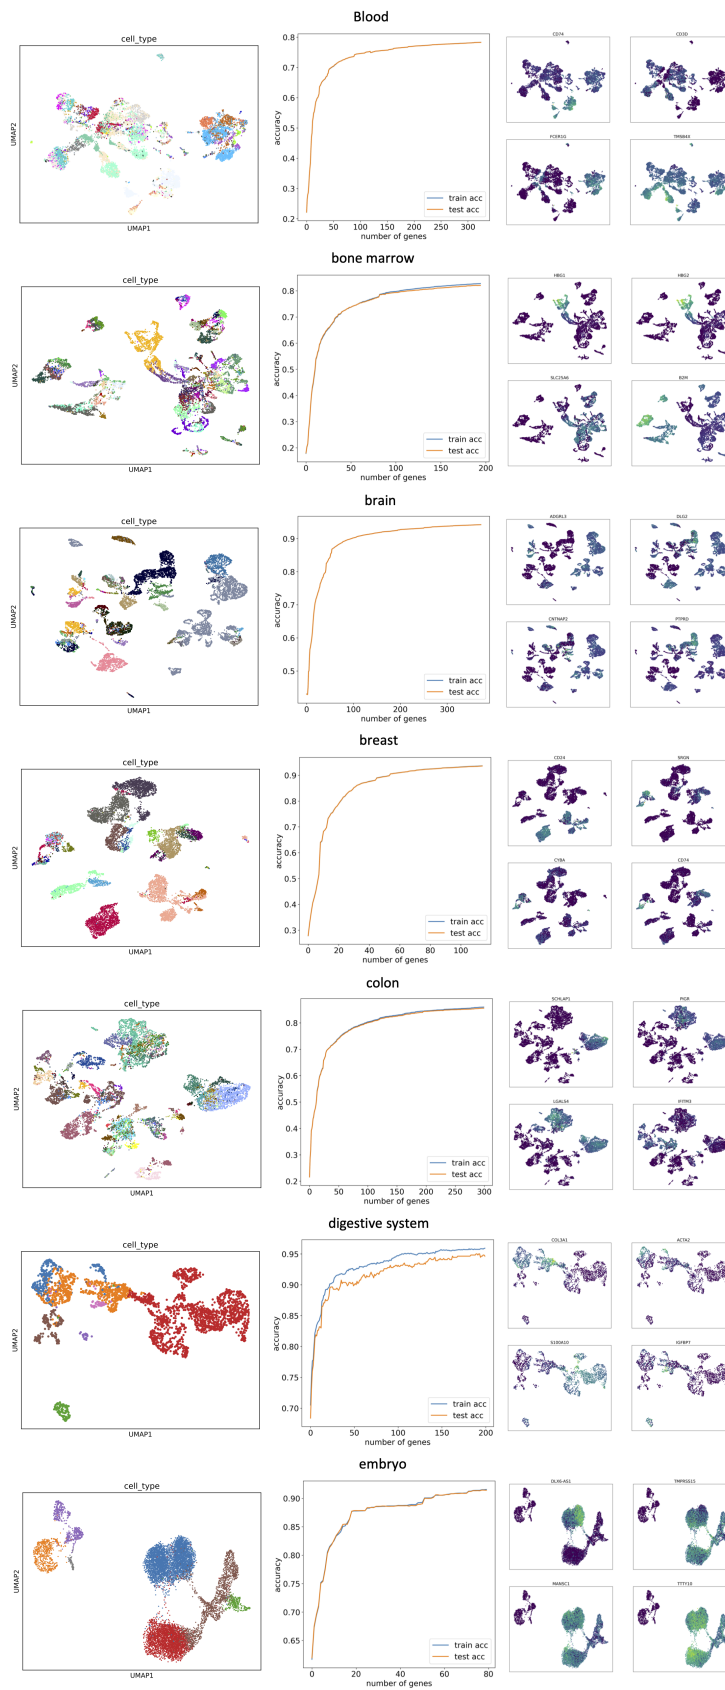 Blood
cell_type
UMAP2
UMAP1
0.8
0.7
0.6
0.5
0.4
0.3
0.2
accuracy
0 50 100 150 200 250 300
number of genes
train acc
test acc
CD74
CD3D
FCER1G
TMSB4X
bone marrow
cell_type
UMAP2
UMAP1
0.8
0.7
0.6
0.5
0.4
0.3
0.2
accuracy
0 50 100 150 200
number of genes
train acc
test acc
HBG1
HBG2
SLC25A6
B2M
brain
cell_type
UMAP2
UMAP1
0.9
0.8
0.7
0.6
0.5
accuracy
0 100 200 300
number of genes
train acc
test acc
ADGRL3
DLG2
CNTNAP2
PTPRD
breast
cell_type
UMAP2
UMAP1
0.9
0.8
0.7
0.6
0.5
0.4
0.3
accuracy
0 20 40 60 80 100
number of genes
train acc
test acc
CD24
SRGN
CYBA
CD74
colon
cell_type
UMAP2
UMAP1
0.8
0.7
0.6
0.5
0.4
0.3
0.2
accuracy
0 50 100 150 200 250 300
number of genes
train acc
test acc
SCHLAP1
PIGR
LGALS4
IFITM3
digestive system
cell_type
UMAP2
UMAP1
0.95
0.90
0.85
0.80
0.75
0.70
accuracy
0 50 100 150 200
number of genes
train acc
test acc
COL3A1
ACTA2
S100A10
IGFBP7
embryo
cell_type
UMAP2
UMAP1
0.90
0.85
0.80
0.75
0.70
0.65
accuracy
0 20 40 60 80
number of genes
train acc
test acc
DLX6-AS1
TMPRSS15
MANSC1
TTTY10